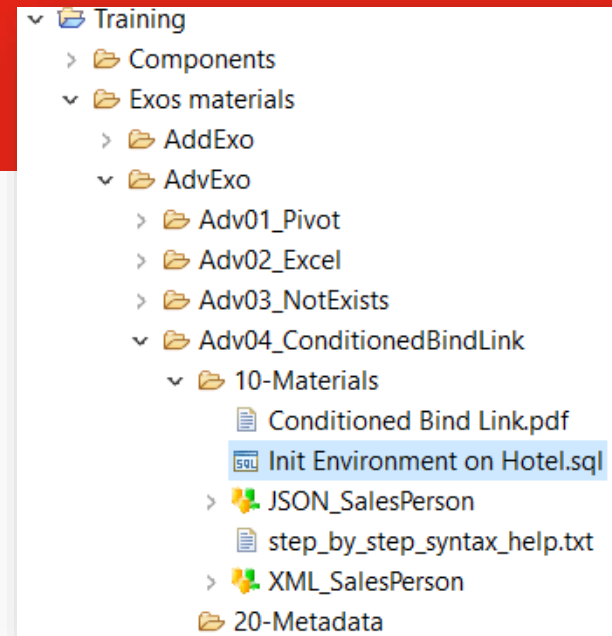 Training
Components
Exos materials
AddExo
AdvExo
Adv01_Pivot
Adv02_Excel
Adv03_NotExists
Adv04_ConditionedBindLink
10-Materials
Conditioned Bind Link.pdf
SQL Init Environment on Hotel.sql
JSON_SalesPerson
step_by_step_syntax_help.txt
XML_SalesPerson
20-Metadata